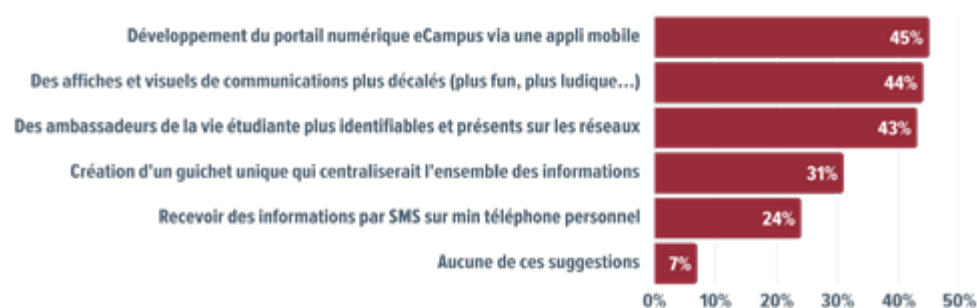 Développement du portail numérique eCampus via une appli mobile 45%
Des affiches et visuels de communications plus décalés (plus fun, plus ludique...) 44%
Des ambassadeurs de la vie étudiante plus identifiables et présents sur les réseaux 43%
Création d'un guichet unique qui centraliserait l'ensemble des informations 31%
Recevoir des informations par SMS sur min téléphone personnel 24%
Aucune de ces suggestions 7%
0% 10% 20% 30% 40% 50%